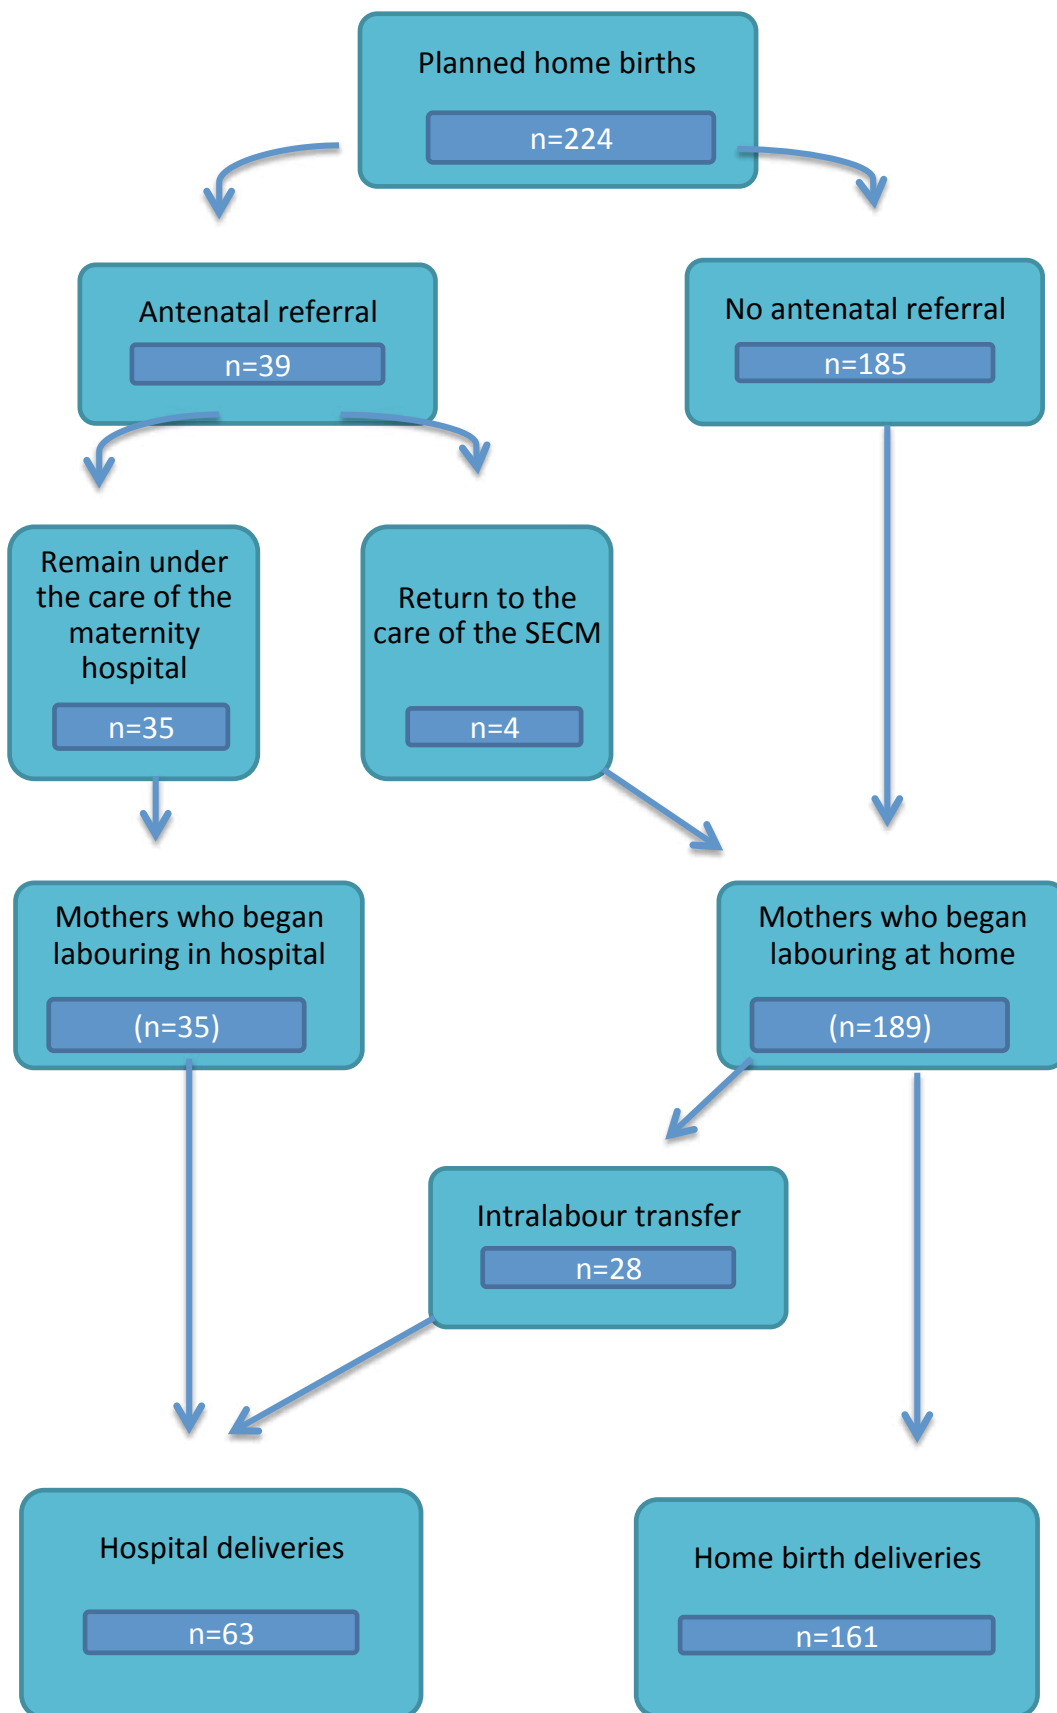 Planned home births
n=224
Antenatal referral
n=39
No antenatal referral
n=185
Remain under
the care of the
maternity
hospital
n=35
Return to the
care of the SECM
n=4
Mothers who began
labouring in hospital
(n=35)
Mothers who began
labouring at home
(n=189)
Intralabour transfer
n=28
Hospital deliveries
n=63
Home birth deliveries
n=161